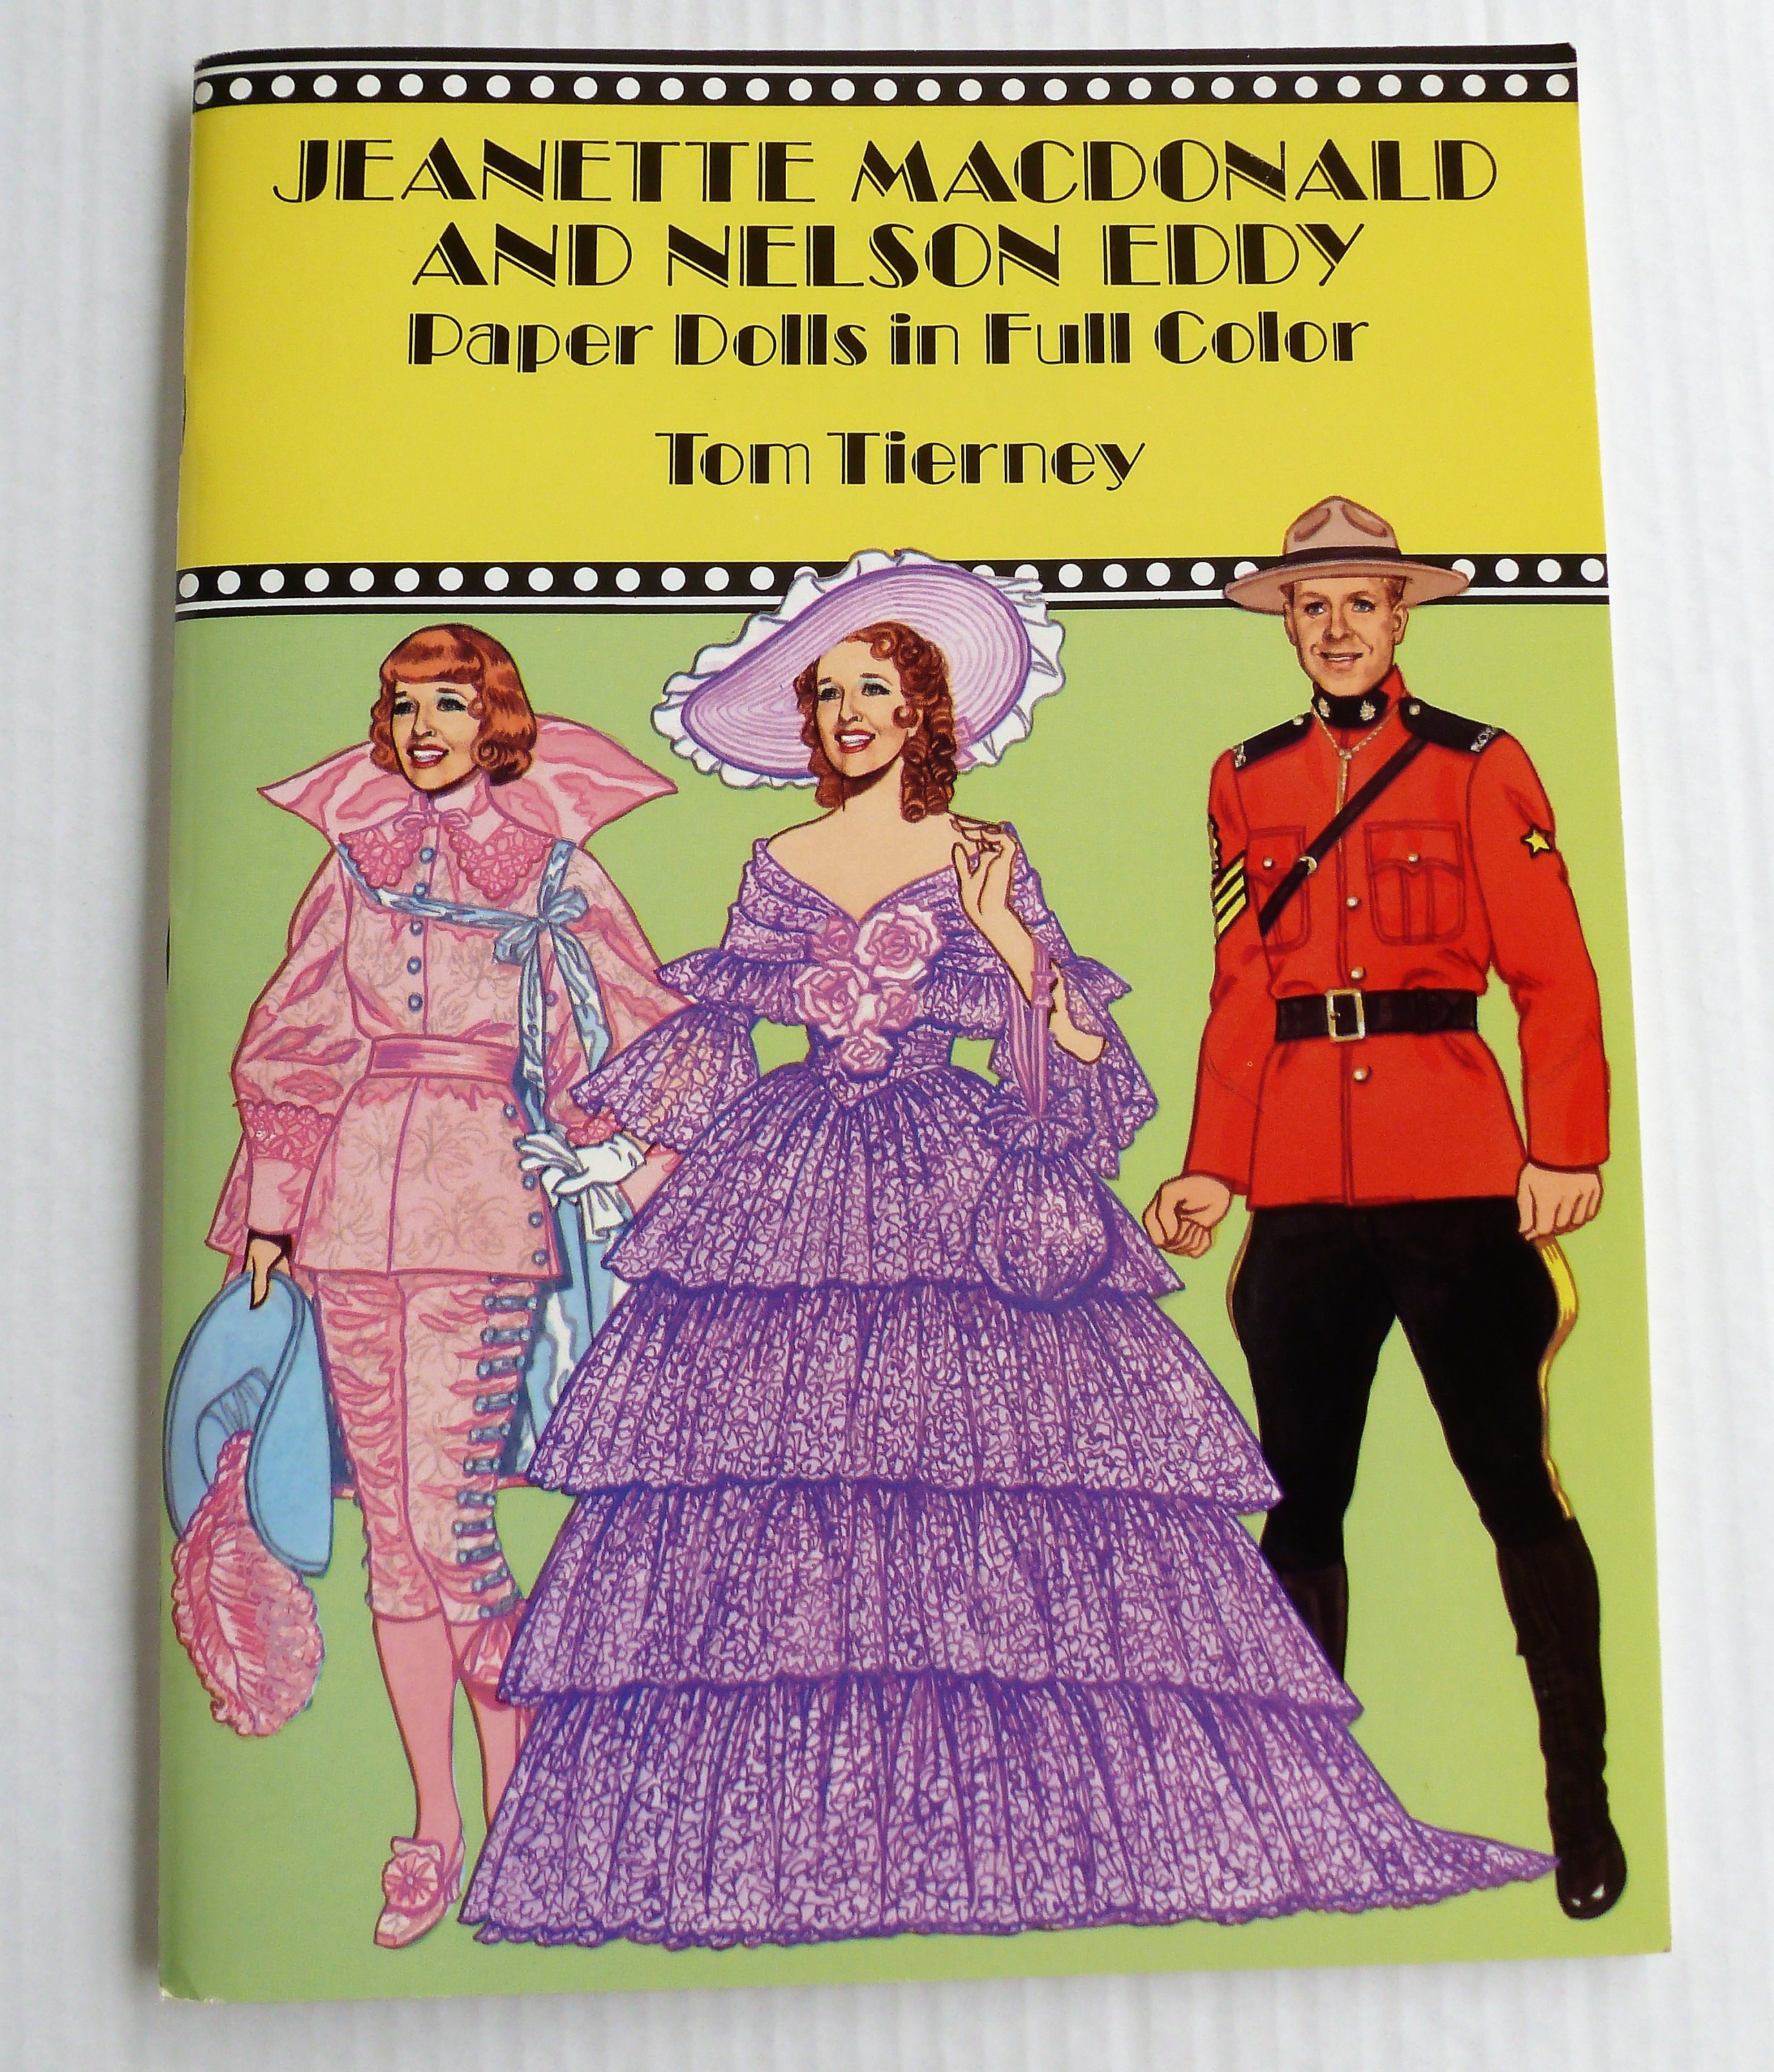 JEANETTE MACDONALD
AND NELSON EDDY
Paper Dolls in Full Color
Tom Tierney